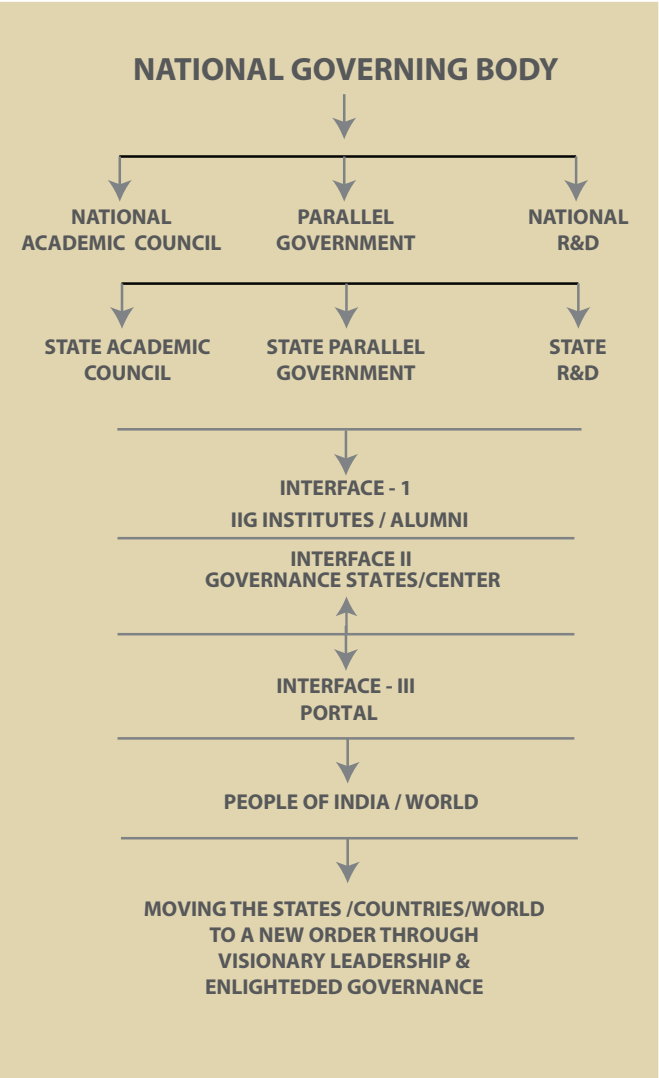 NATIONAL GOVERNING BODY
NATIONAL
ACADEMIC COUNCIL
PARALLEL
GOVERNMENT
NATIONAL
R&D
STATE ACADEMIC
COUNCIL
STATE PARALLEL
GOVERNMENT
STATE
R&D
INTERFACE - 1
IIG INSTITUTES / ALUMNI
INTERFACE II
GOVERNANCE STATES/CENTER
INTERFACE - III
PORTAL
PEOPLE OF INDIA / WORLD
MOVING THE STATES /COUNTRIES/WORLD
TO A NEW ORDER THROUGH
VISIONARY LEADERSHIP &
ENLIGHTEDED GOVERNANCE